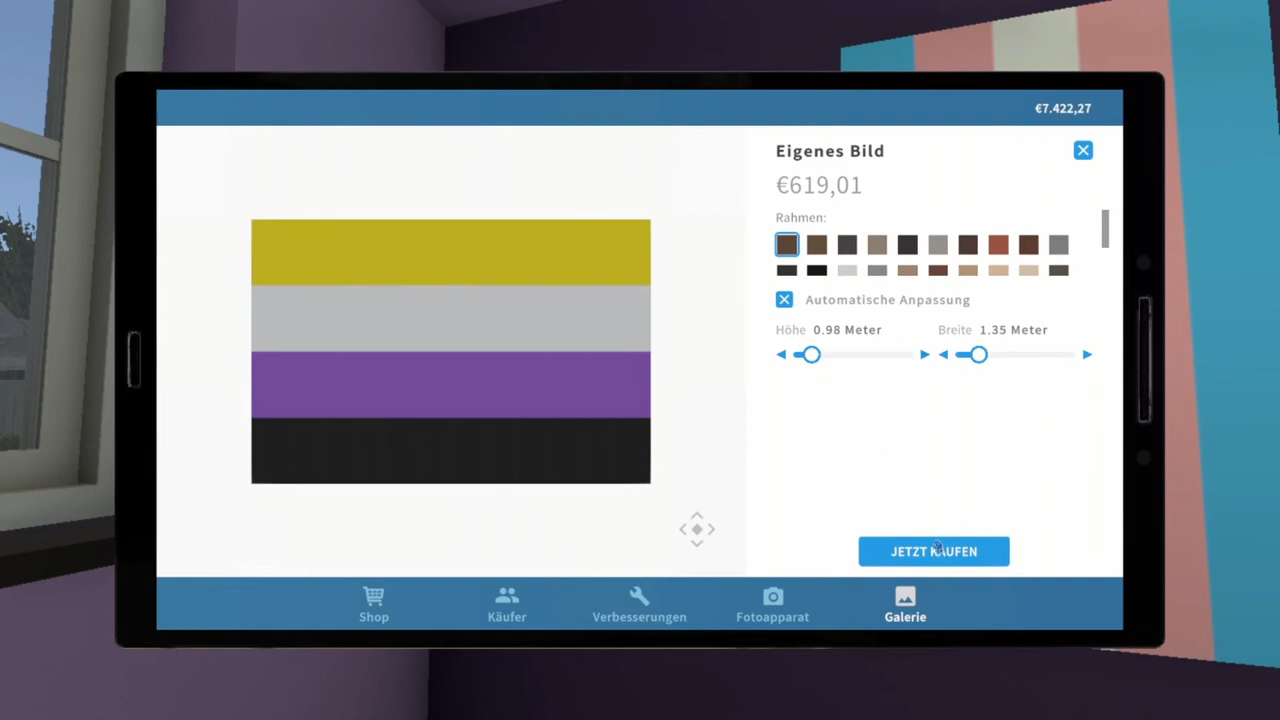 €7.422,27
Eigenes Bild
€619,01
Rahmen:
Automatische Anpassung
Höhe 0.98 Meter Breite 1.35 Meter
JETZT KAUFEN
Shop Käufer Verbesserungen Fotoapparat Galerie